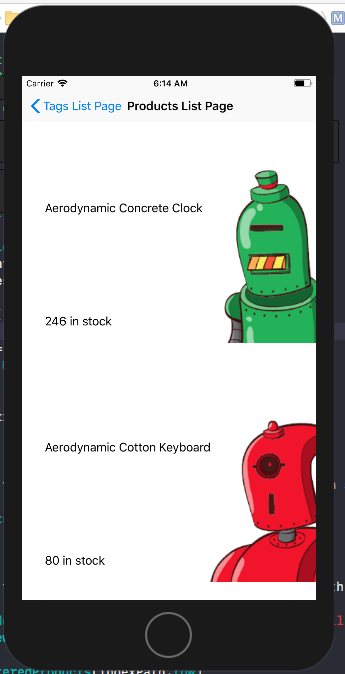 Carrier 6:14 AM
Tags List Page Products List Page
Aerodynamic Concrete Clock
246 in stock
Aerodynamic Cotton Keyboard
80 in stock